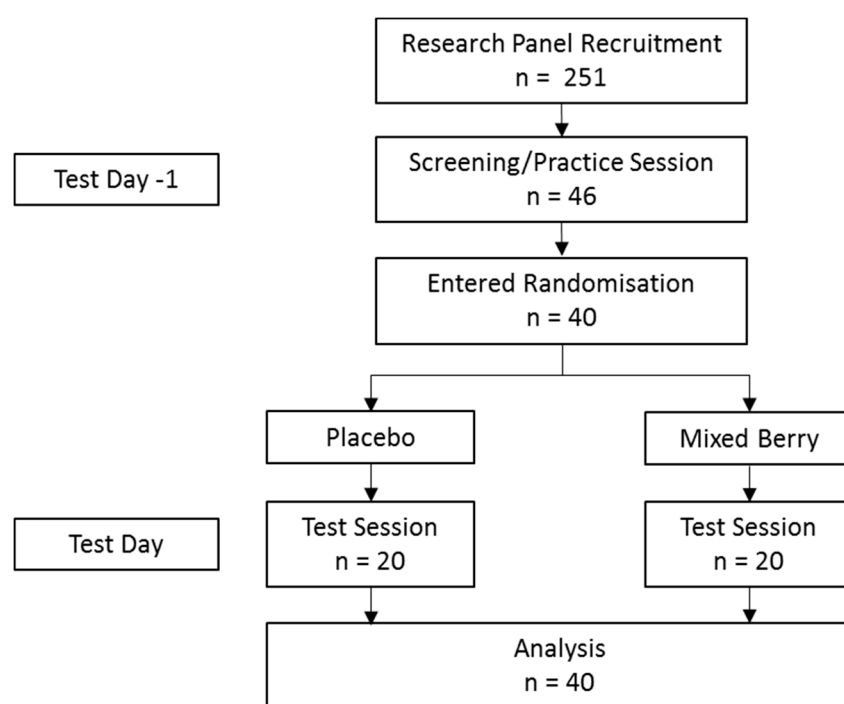 Research Panel Recruitment
n = 251
Test Day -1
Screening/Practice Session
n = 46
Entered Randomisation
n = 40
Placebo
Mixed Berry
Test Day
Test Session
n = 20
Test Session
n = 20
Analysis
n = 40